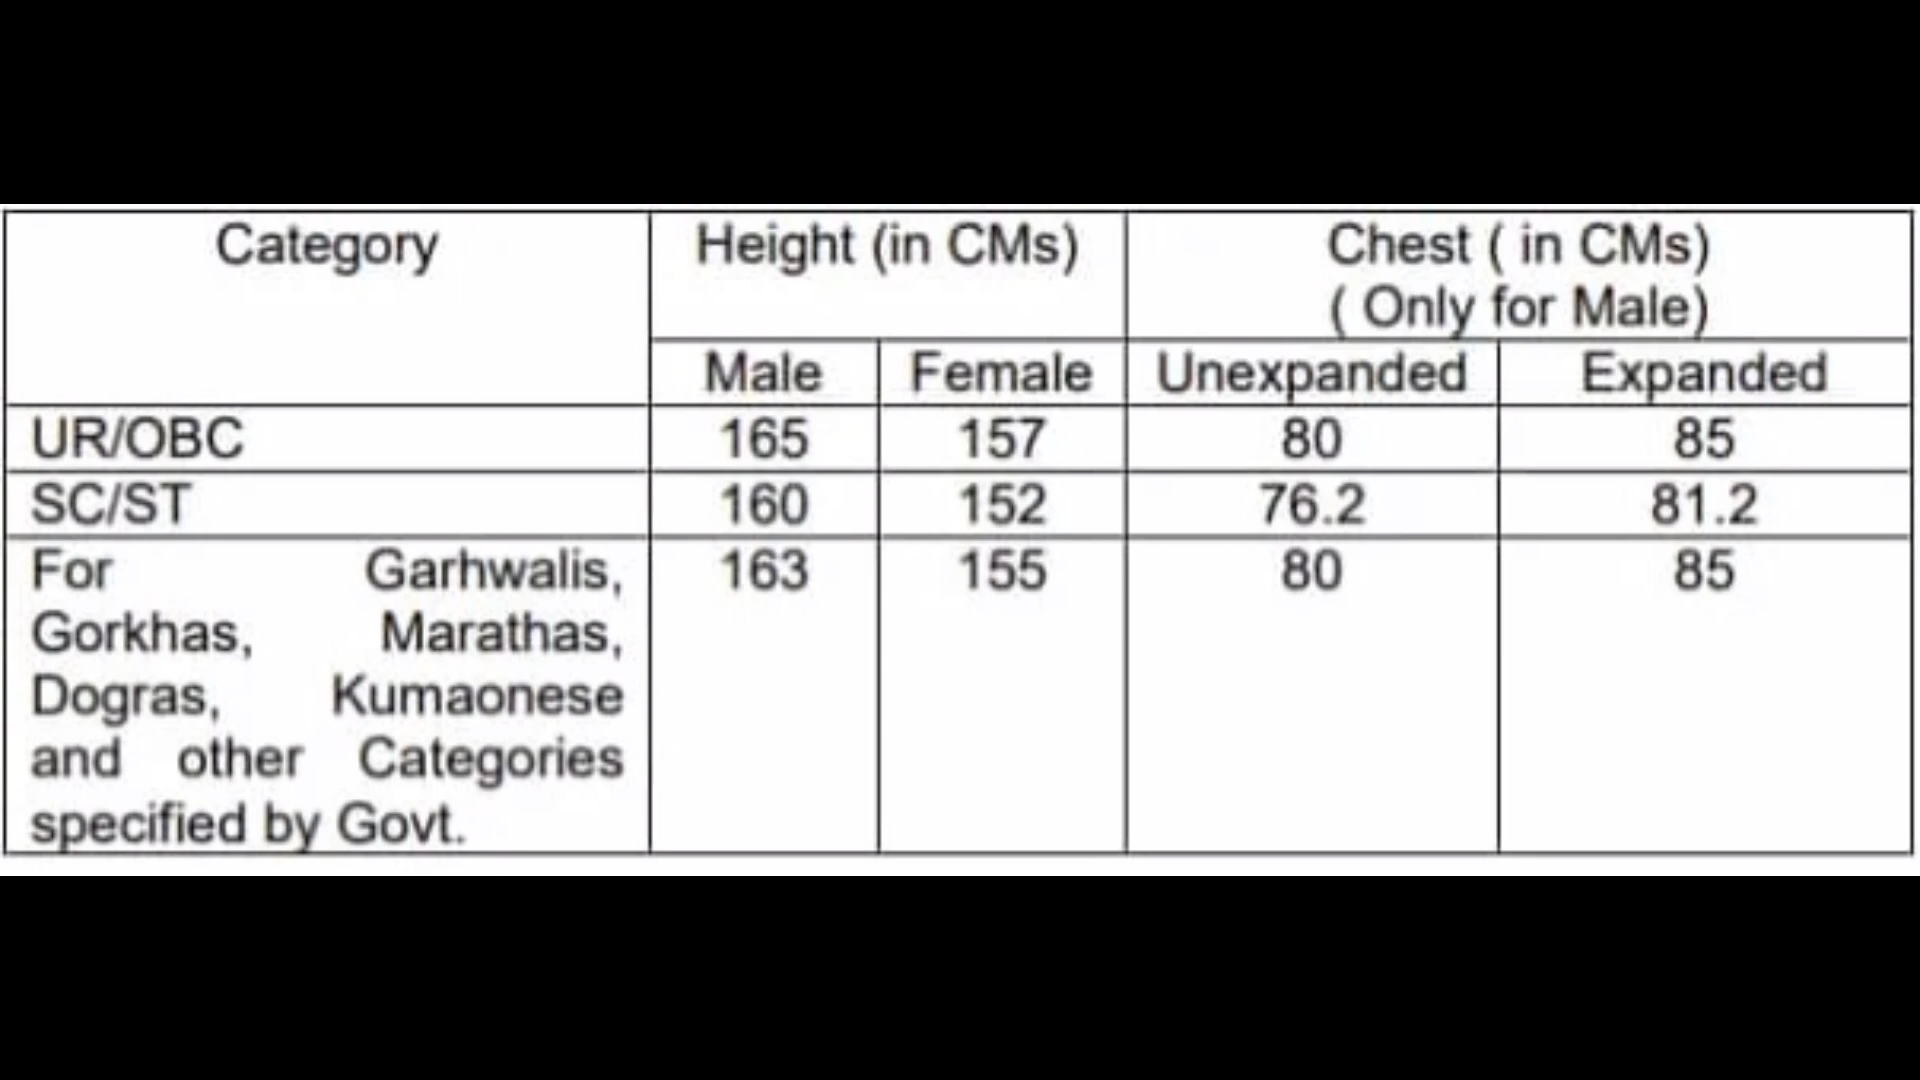 Category Height (in CMs) Chest ( in CMs)
( Only for Male)
Male Female Unexpanded Expanded
UR/OBC 165 157 80 85
SC/ST 160 152 76.2 81.2
For Garhwalis, 163 155 80 85
Gorkhas, Marathas,
Dogras, Kumaonese
and other Categories
specified by Govt.